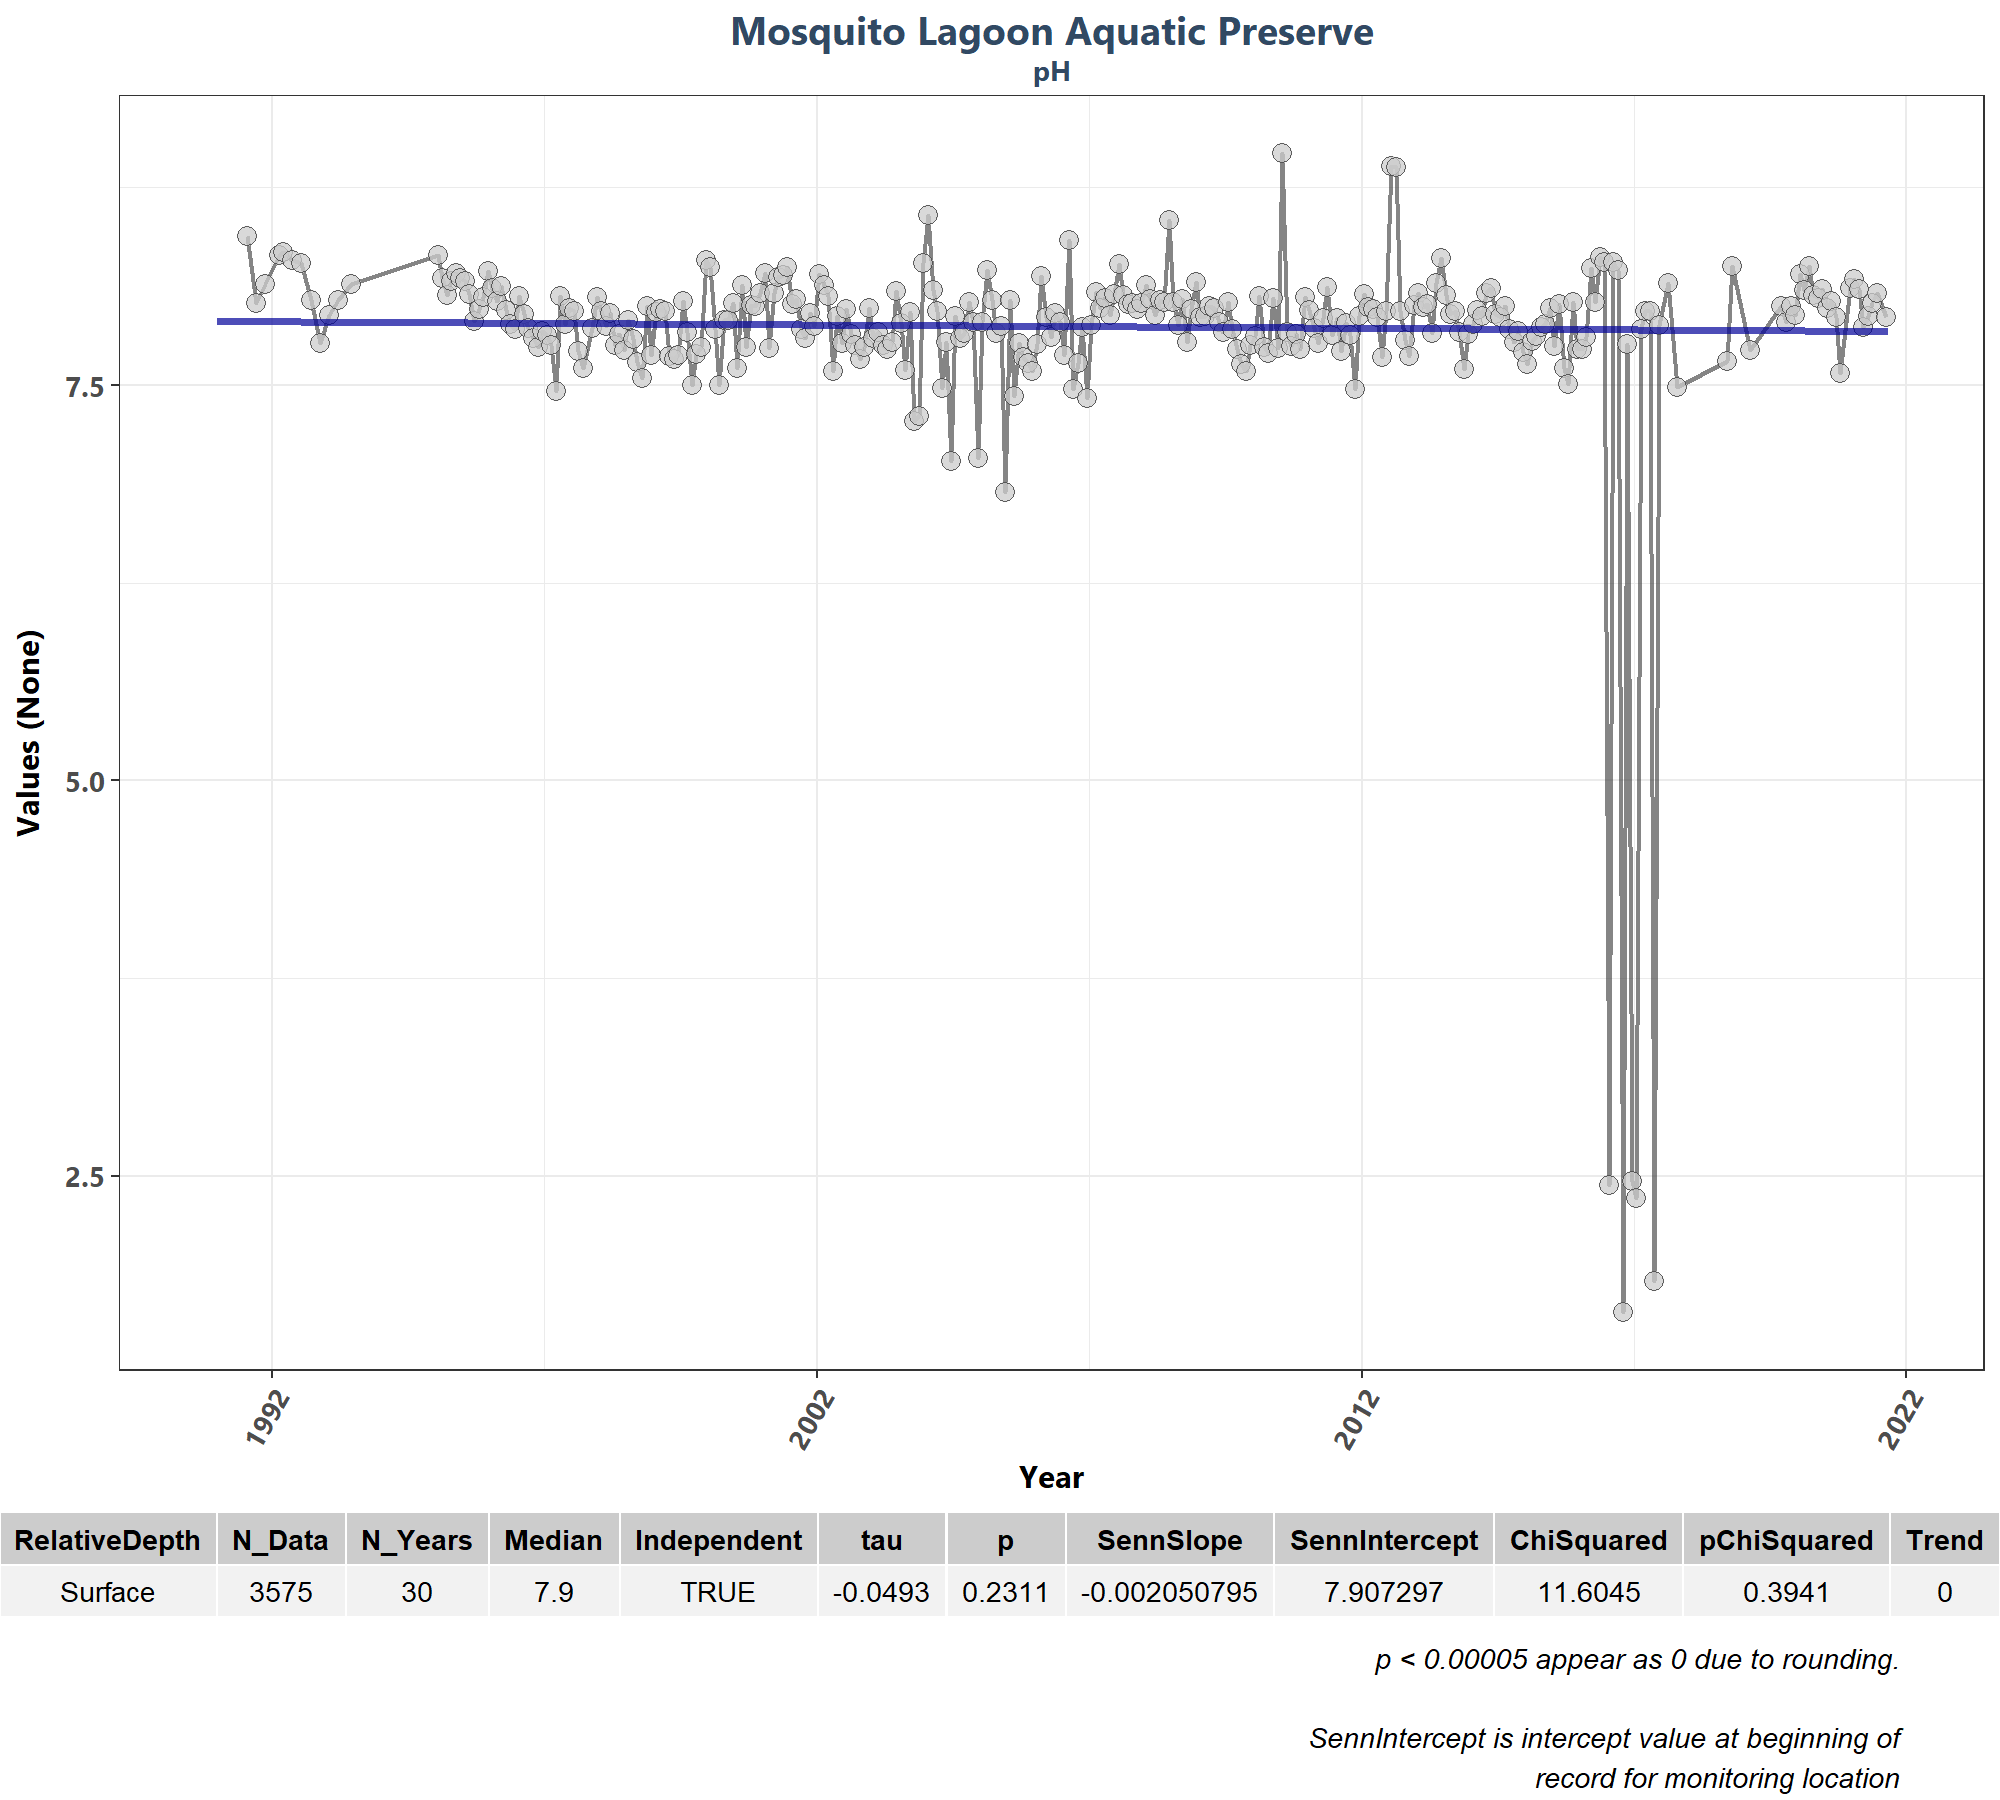 Mosquito Lagoon Aquatic Preserve
pH
Values (None)
7.5
5.0
2.5
1992 2002 2012 2022
Year
RelativeDepth N_Data N_Years Median Independent tau p SennSlope SennIntercept ChiSquared pChiSquared Trend
Surface 3575 30 7.9 TRUE -0.0493 0.2311 -0.002050795 7.907297 11.6045 0.3941 0
p < 0.00005 appear as 0 due to rounding.
SennIntercept is intercept value at beginning of
record for monitoring location